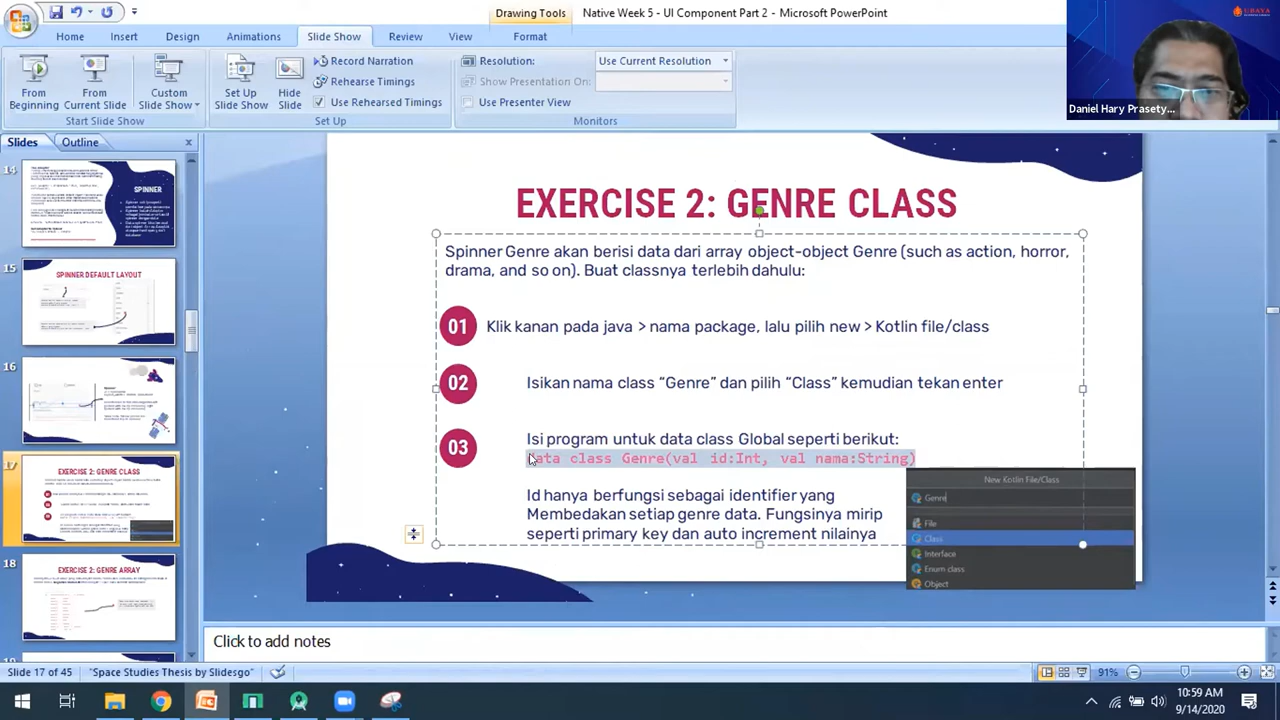 Drawing Tools
Native Week 5 - UI Component Part 2 - Microsoft PowerPoint
Home
Insert
Design
Animations
Slide Show
Review
View
Format
From Beginning
From Current Slide
Custom Slide Show
Set Up Slide Show
Hide Slide
Record Narration
Rehearse Timings
Use Rehearsed Timings
Resolution:
Use Current Resolution
Show Presentation On:
Use Presenter View
Start Slide Show
Set Up
Monitors
UBAYA
Daniel Hary Prasety...
Slides
Outline
14
SPINNER
15
SPINNER DEFAULT LAYOUT
16
17
EXERCISE 2: GENRE CLASS
18
EXERCISE 2: GENRE ARRAY
EXERCISE 2: GENRE CLASS
Spinner Genre akan berisi data dari array object-object Genre (such as action, horror,
drama, and so on). Buat classnya terlebih dahulu:
01
Klik kanan pada java > nama package, lalu pilih new > Kotlin file/class
02
Isikan nama class “Genre” dan pilih “Class” kemudian tekan enter
03
Isi program untuk data class Global seperti berikut:
class Genre(val id:Int, val nama:String)
berfungsi sebagai identifier yang
membedakan setiap genre data. Fungsinya mirip
seperti primary key dan auto increment nilainya
New Kotlin File/Class
Genre
File
Class
Interface
Enum class
Object
Click to add notes
Slide 17 of 45
"Space Studies Thesis by Slidesgo"
91%
10:59 AM
9/14/2020